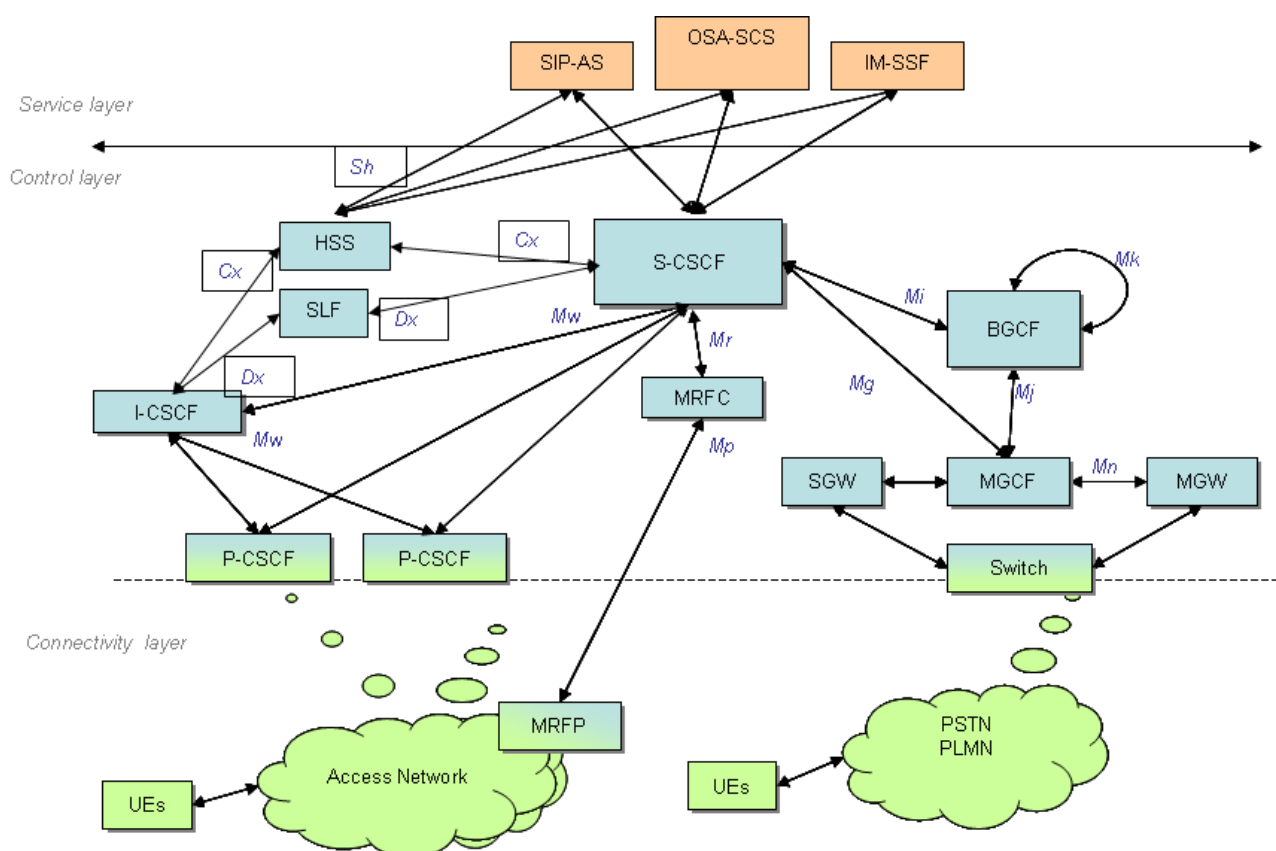 OSA-SCS
SIP-AS
IM-SSF
Service layer
Sh
Control layer
HSS
Cx
S-CSCF
Cx
Mk
SLF
Dx
Mw
Mi
BGCF
Mr
Dx
Mg
Mj
I-CSCF
MRFC
Mw
Mp
SGW
MGCF
Mn
MGW
P-CSCF
P-CSCF
Switch
Connectivity layer
MRFP
PSTN
PLMN
Access Network
UEs
UEs